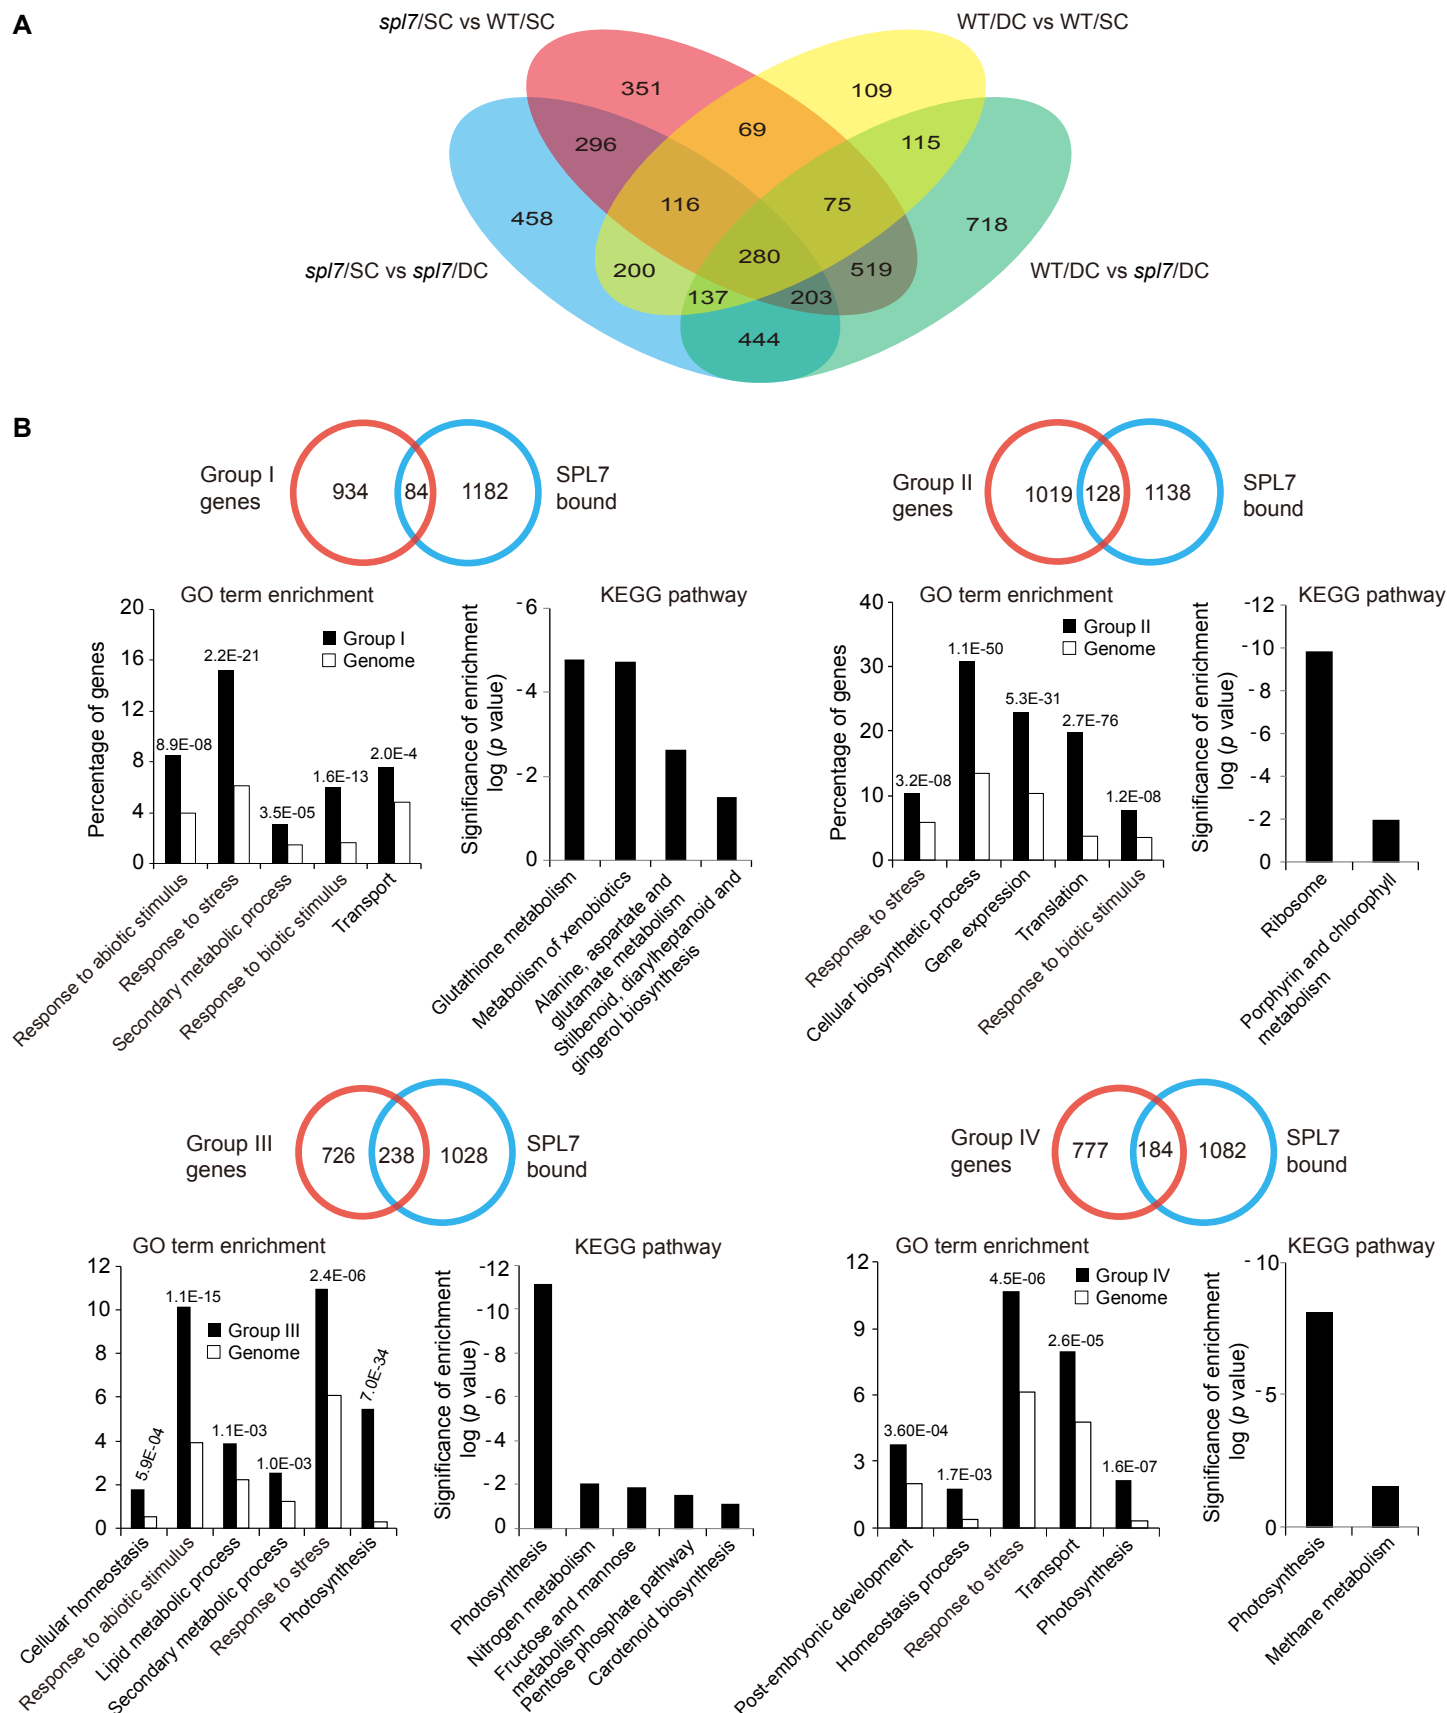 A
spl7/SC vs WT/SC
WT/DC vs WT/SC
351
109
69
296
115
116
75
458
718
280
200
519
spl7/SC vs spl7/DC
WT/DC vs spl7/DC
137
203
444
B
Group I
genes
934
84
1182
SPL7
bound
Group II
genes
1019
128
1138
SPL7
bound
GO term enrichment
Percentage of genes
20
16
12
8
4
0
Group I
Genome
8.9E-08
2.2E-21
3.5E-05
1.6E-13
2.0E-4
Response to abiotic stimulus
Response to stress
Secondary metabolic process
Response to biotic stimulus
Transport
KEGG pathway
Significance of enrichment
log (p value)
-6
-4
-2
0
Glutathione metabolism
Metabolism of xenobiotics
Alanine, aspartate and
glutamate metabolism
Stilbenoid, diarylheptanoid and
gingerol biosynthesis
GO term enrichment
Percentage of genes
40
30
20
10
0
Group II
Genome
3.2E-08
1.1E-50
5.3E-31
2.7E-76
1.2E-08
Response to stress
Cellular biosynthetic process
Gene expression
Translation
Response to biotic stimulus
KEGG pathway
Significance of enrichment
log (p value)
-12
-10
-8
-6
-4
-2
0
Ribosome
Porphyrin and chlorophyll
metabolism
Group III
genes
726
238
1028
SPL7
bound
Group IV
genes
777
184
1082
SPL7
bound
GO term enrichment
12
10
8
6
4
2
0
Group III
Genome
5.9E-04
1.1E-15
1.1E-03
1.0E-03
2.4E-06
7.0E-34
Cellular homeostasis
Response to abiotic stimulus
Lipid metabolic process
Secondary metabolic process
Response to stress
Photosynthesis
KEGG pathway
Significance of enrichment
log (p value)
-12
-10
-8
-6
-4
-2
0
Photosynthesis
Nitrogen metabolism
Fructose and mannose
metabolism
Pentose phosphate pathway
Carotenoid biosynthesis
GO term enrichment
12
9
6
3
0
Group IV
Genome
3.60E-04
1.7E-03
4.5E-06
2.6E-05
1.6E-07
Post-embryonic development
Homeostasis process
Response to stress
Transport
Photosynthesis
KEGG pathway
Significance of enrichment
log (p value)
- 10
-5
0
Photosynthesis
Methane metabolism